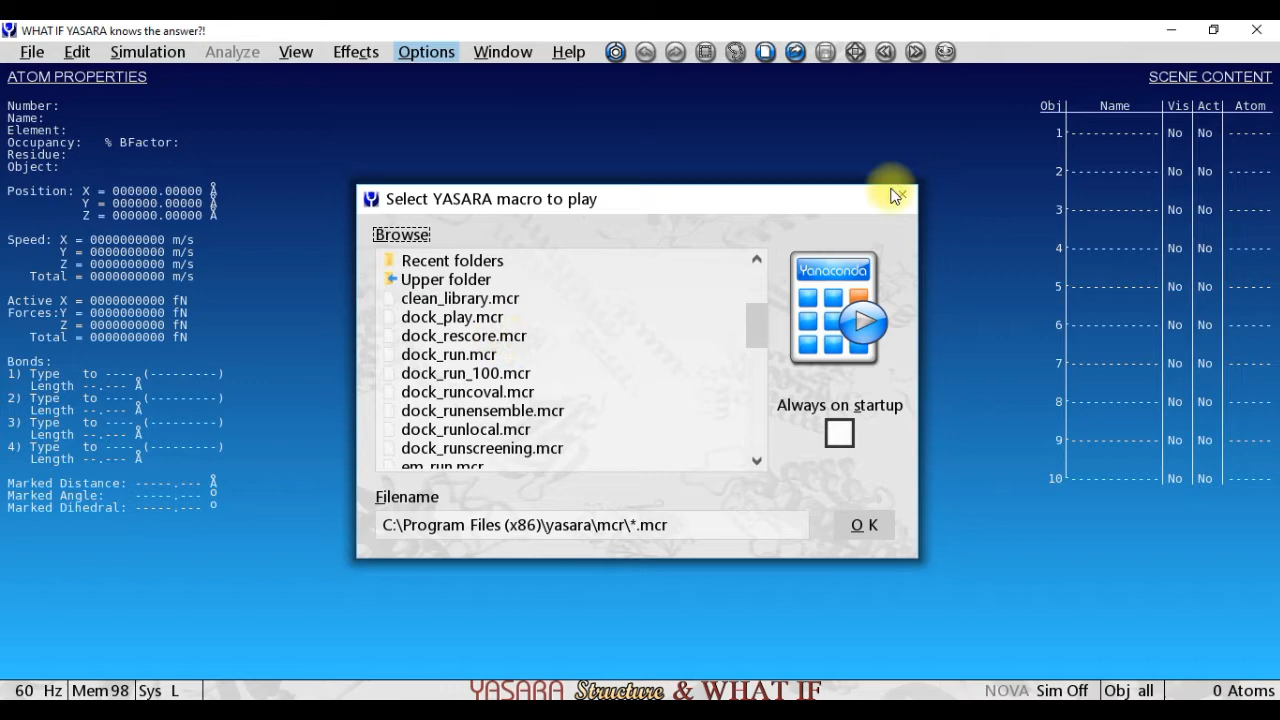 WHAT IF YASARA knows the answer?!
File Edit Simulation Analyze View Effects Options Window Help
ATOM PROPERTIES
SCENE CONTENT
Number:
Name:
Element:
Occupancy: % BFactor:
Residue:
Object:
Position: X = 000000.00000 Å
Y = 000000.00000 Å
Z = 000000.00000 Å
Speed: X = 0000000000 m/s
Y = 0000000000 m/s
Z = 0000000000 m/s
Total = 0000000000 m/s
Active X = 0000000000 fN
Forces:Y = 0000000000 fN
Z = 0000000000 fN
Total = 0000000000 fN
Bonds:
1) Type to ----.(---------)
Length --.--- Å
2) Type to ----.(---------)
Length --.--- Å
3) Type to ----.(---------)
Length --.--- Å
4) Type to ----.(---------)
Length --.--- Å
Marked Distance: -----.--- Å
Marked Angle: -----.--- o
Marked Dihedral: -----.--- o
Obj Name Vis Act Atom
1 ------------ No No ------
2 ------------ No No ------
3 ------------ No No ------
4 ------------ No No ------
5 ------------ No No ------
6 ------------ No No ------
7 ------------ No No ------
8 ------------ No No ------
9 ------------ No No ------
10 ------------ No No ------
Select YASARA macro to play
Browse
Recent folders
Upper folder
clean_library.mcr
dock_play.mcr
dock_rescore.mcr
dock_run.mcr
dock_run_100.mcr
dock_runcoval.mcr
dock_runensemble.mcr
dock_runlocal.mcr
dock_runscreening.mcr
em_run.mcr
Yanaconda
Always on startup
Filename
C:\Program Files (x86)\yasara\mcr\*.mcr
O K
60 Hz Mem 98 Sys L
YASARA Structure & WHAT IF
NOVA Sim Off Obj all 0 Atoms